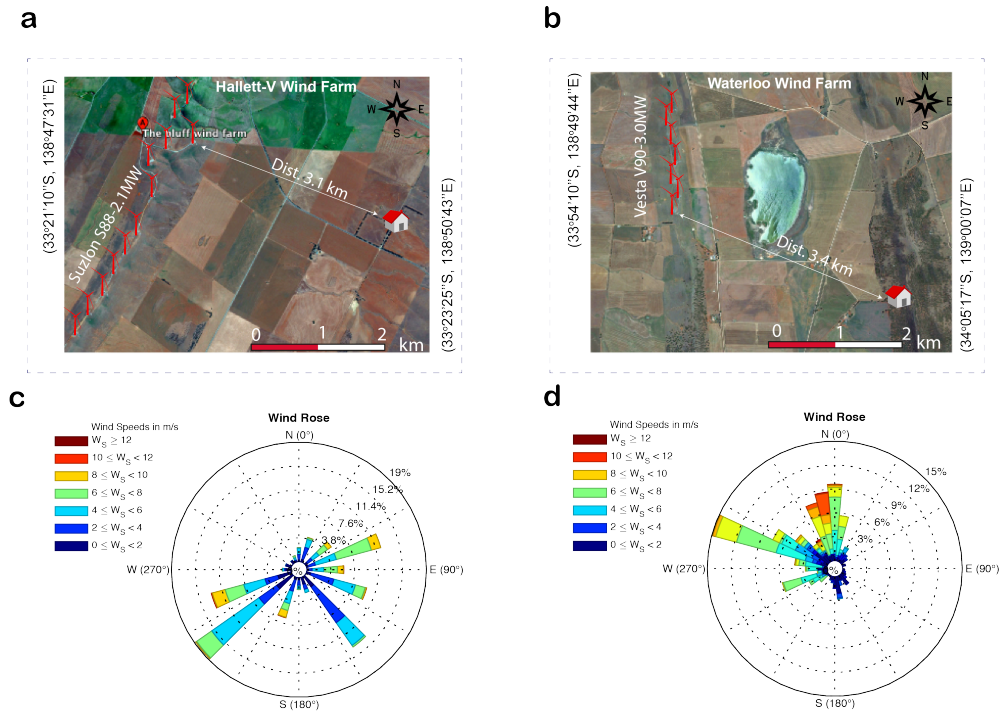 a
Hallett-V Wind Farm
N
W E
S
A
The bluff wind farm
Dist. 3.1 km
Suzlon S88-2.1MW
0 1 2
km
(33°21'10"S, 138°47'31"E)
(33°23'25"S, 138°50'43"E)
b
Waterloo Wind Farm
N
W E
S
Vesta V90-3.0MW
Dist. 3.4 km
0 1 2
km
(33°54'10"S, 138°49'44"E)
(34°05'17"S, 139°00'07"E)
c
Wind Speeds in m/s
W_S ≥ 12
10 ≤ W_S < 12
8 ≤ W_S < 10
6 ≤ W_S < 8
4 ≤ W_S < 6
2 ≤ W_S < 4
0 ≤ W_S < 2
Wind Rose
N (0°)
19%
15.2%
11.4%
7.6%
3.8%
%
W (270°)
E (90°)
S (180°)
d
Wind Speeds in m/s
W_S ≥ 12
10 ≤ W_S < 12
8 ≤ W_S < 10
6 ≤ W_S < 8
4 ≤ W_S < 6
2 ≤ W_S < 4
0 ≤ W_S < 2
Wind Rose
N (0°)
15%
12%
9%
6%
3%
%
W (270°)
E (90°)
S (180°)